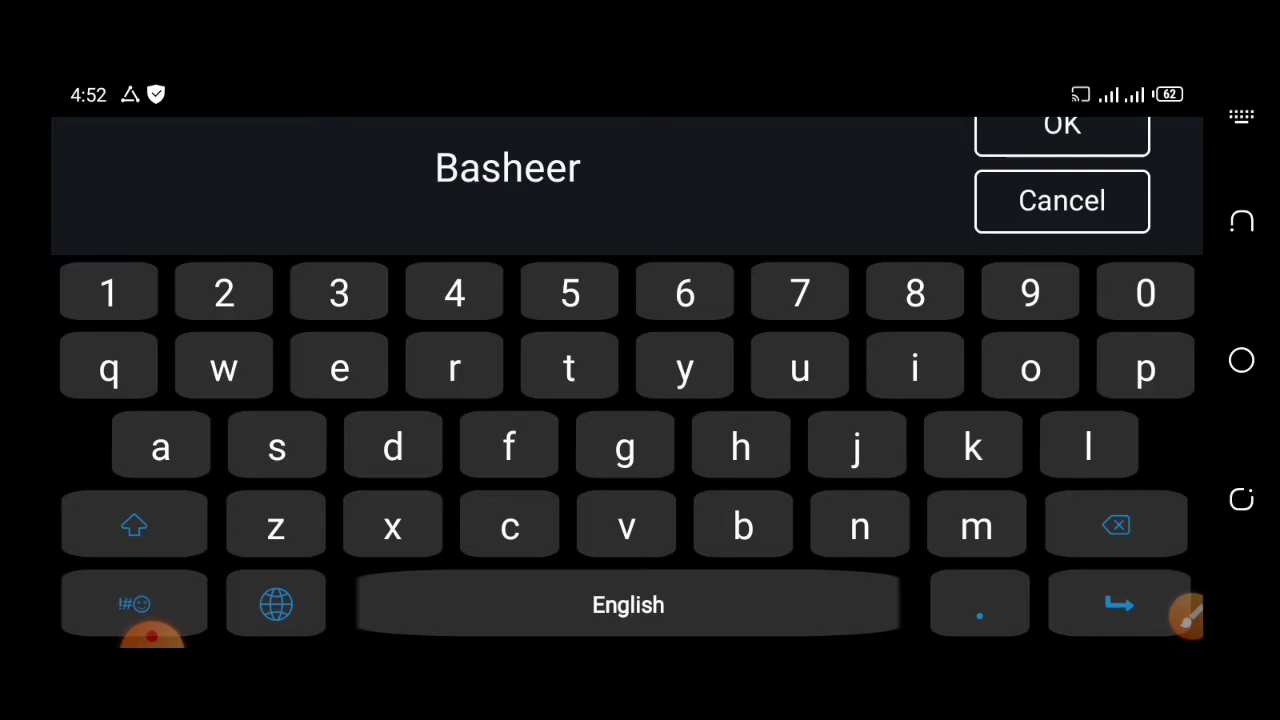 4:52 62
OK
Basheer
Cancel
1 2 3 4 5 6 7 8 9 0
q w e r t y u i o p
a s d f g h j k l
z x c v b n m
!#☺ English .